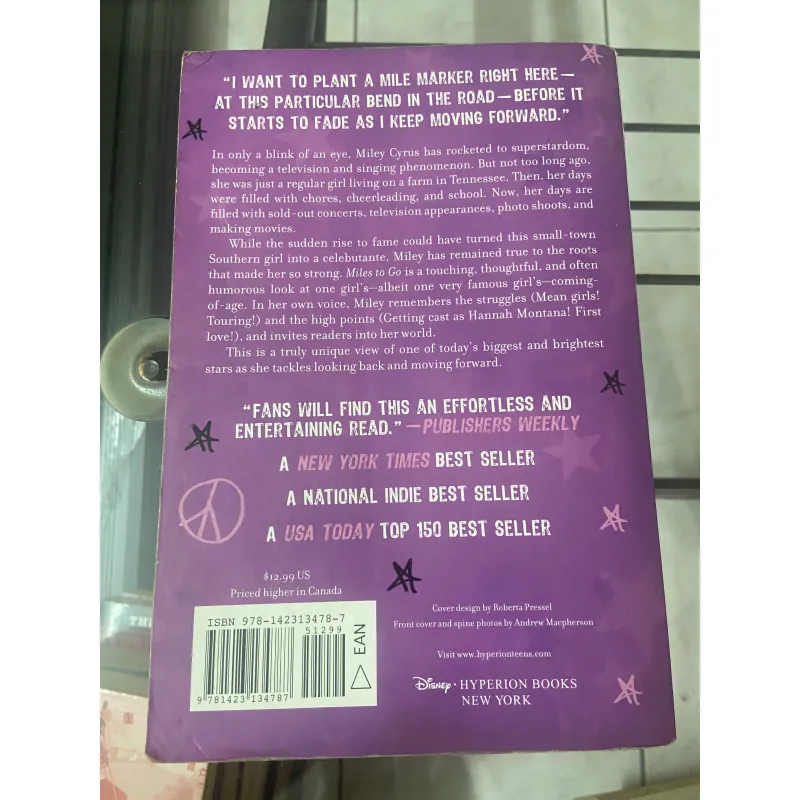 “I WANT TO PLANT A MILE MARKER RIGHT HERE—
AT THIS PARTICULAR BEND IN THE ROAD—BEFORE IT
STARTS TO FADE AS I KEEP MOVING FORWARD.”
In only a blink of an eye, Miley Cyrus has rocketed to superstardom,
becoming a television and singing phenomenon. But not too long ago,
she was just a regular girl living on a farm in Tennessee. Then, her days
were filled with chores, cheerleading, and school. Now, her days are
filled with sold-out concerts, television appearances, photo shoots, and
making movies.
While the sudden rise to fame could have turned this small-town
Southern girl into a celebutante, Miley has remained true to the roots
that made her so strong. Miles to Go is a touching, thoughtful, and often
humorous look at one girl’s—albeit one very famous girl’s—coming-
of-age. In her own voice, Miley remembers the struggles (Mean girls!
Touring!) and the high points (Getting cast as Hannah Montana! First
love!), and invites readers into her world.
This is a truly unique view of one of today’s biggest and brightest
stars as she tackles looking back and moving forward.
“FANS WILL FIND THIS AN EFFORTLESS AND
ENTERTAINING READ.” —PUBLISHERS WEEKLY
A NEW YORK TIMES BEST SELLER
A NATIONAL INDIE BEST SELLER
A USA TODAY TOP 150 BEST SELLER
$12.99 US
Priced higher in Canada
ISBN 978-142313478-7
51299
EAN
9 781423 134787
Cover design by Roberta Pressel
Front cover and spine photos by Andrew Macpherson
Visit www.hyperionteens.com
Disney · HYPERION BOOKS
NEW YORK